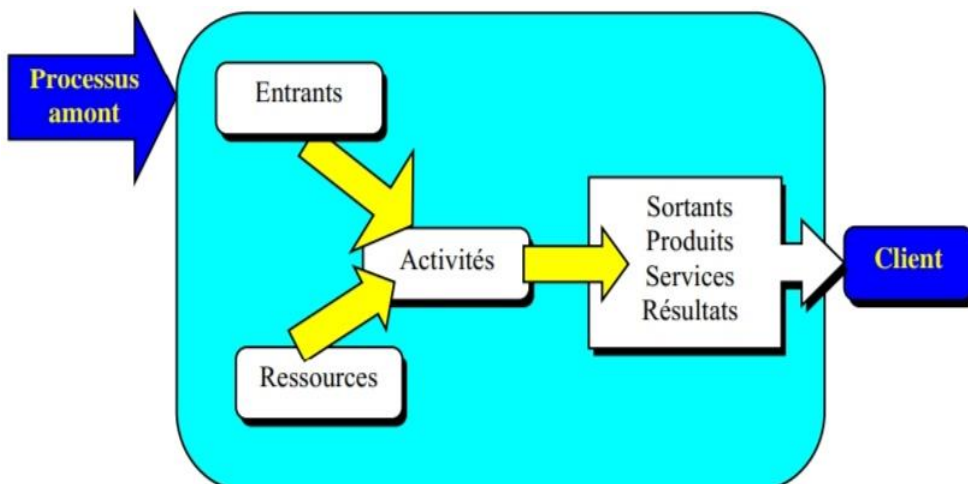 Processus
amont
Entrants
Activités
Ressources
Sortants
Produits
Services
Résultats
Client